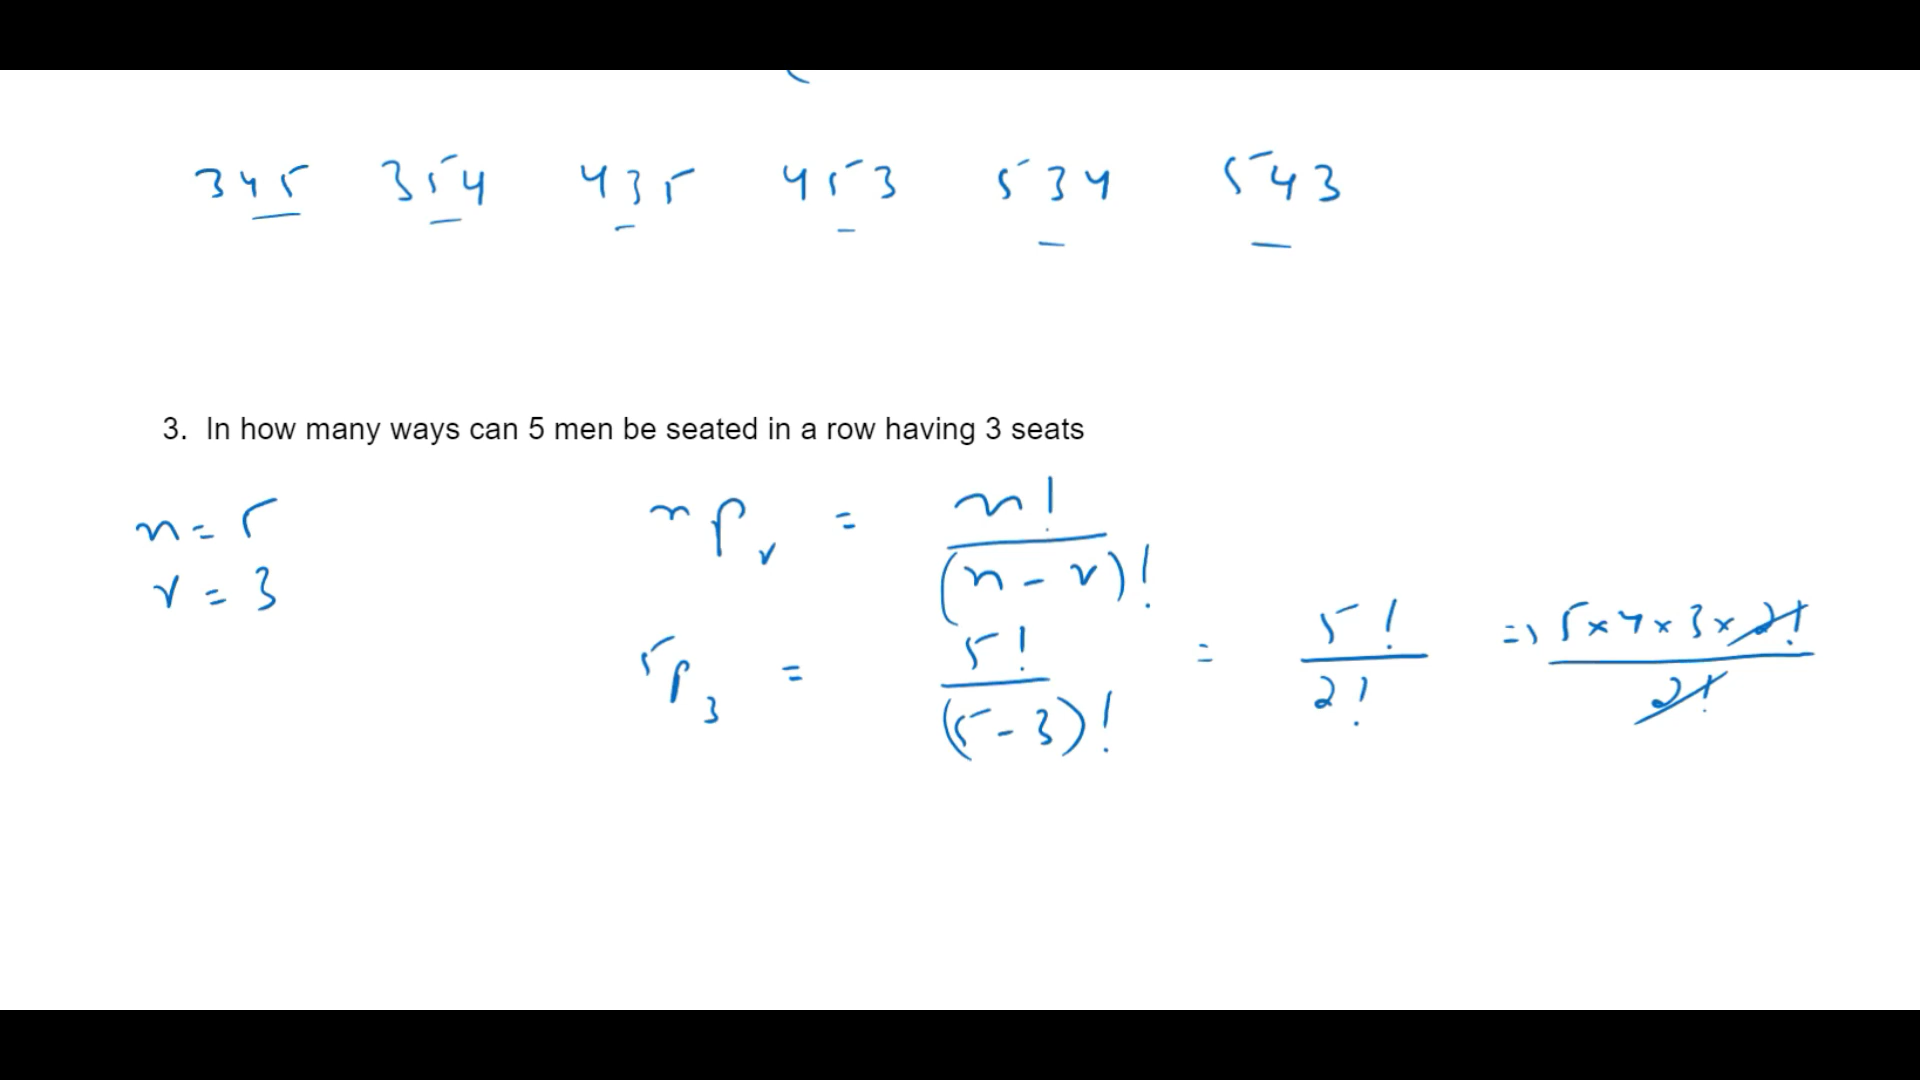 345 354 435 453 534 543
3. In how many ways can 5 men be seated in a row having 3 seats
n = 5
r = 3
nPr = n! / (n - r)!
5P3 = 5! / (5 - 3)! = 5! / 2! => 5 x 4 x 3 x 2! / 2!